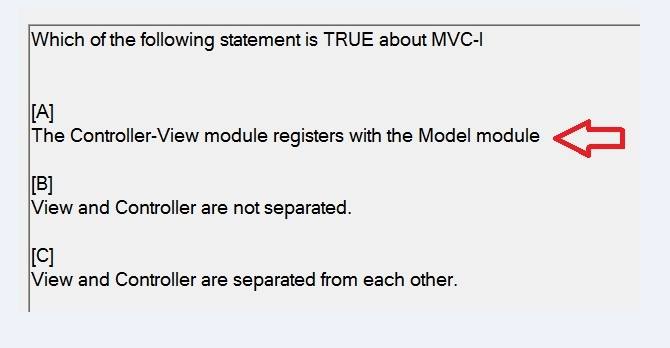 Which of the following statement is TRUE about MVC-I
[A]
The Controller-View module registers with the Model module
[B]
View and Controller are not separated.
[C]
View and Controller are separated from each other.